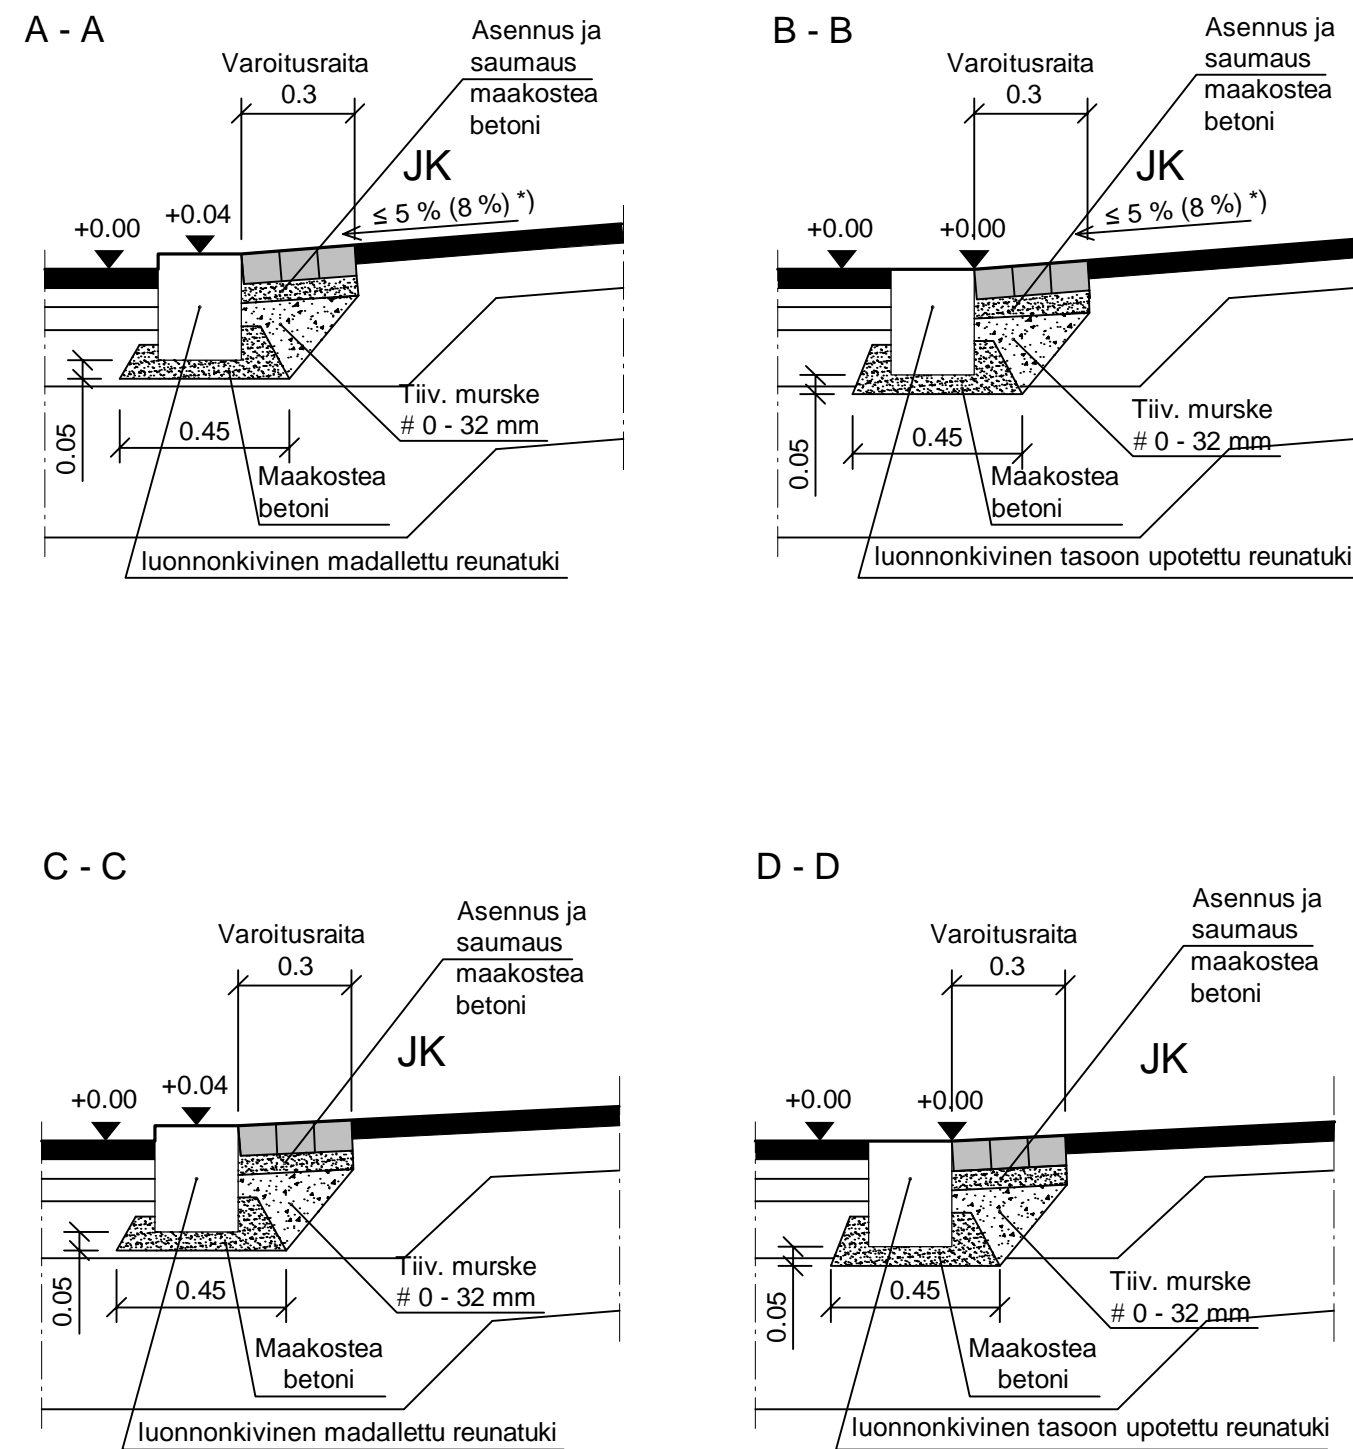 A - A
Asennus ja
saumaus
maakostea
betoni
Varoitusraita
0.3
JK
≤ 5 % (8 %) *)
+0.00
+0.04
Tiiv. murske
# 0 - 32 mm
0.05
0.45
Maakostea
betoni
luonnonkivinen madallettu reunatuki
B - B
Asennus ja
saumaus
maakostea
betoni
Varoitusraita
0.3
JK
≤ 5 % (8 %) *)
+0.00
+0.00
Tiiv. murske
# 0 - 32 mm
0.05
0.45
Maakostea
betoni
luonnonkivinen tasoon upotettu reunatuki
C - C
Asennus ja
saumaus
maakostea
betoni
Varoitusraita
0.3
JK
+0.00
+0.04
Tiiv. murske
# 0 - 32 mm
0.05
0.45
Maakostea
betoni
luonnonkivinen madallettu reunatuki
D - D
Asennus ja
saumaus
maakostea
betoni
Varoitusraita
0.3
JK
+0.00
+0.00
Tiiv. murske
# 0 - 32 mm
0.05
0.45
Maakostea
betoni
luonnonkivinen tasoon upotettu reunatuki